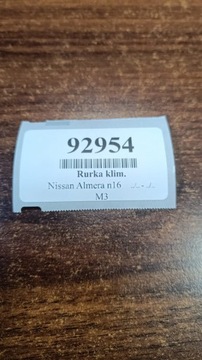 92954
Rurka klim.
Nissan Almera n16
M3